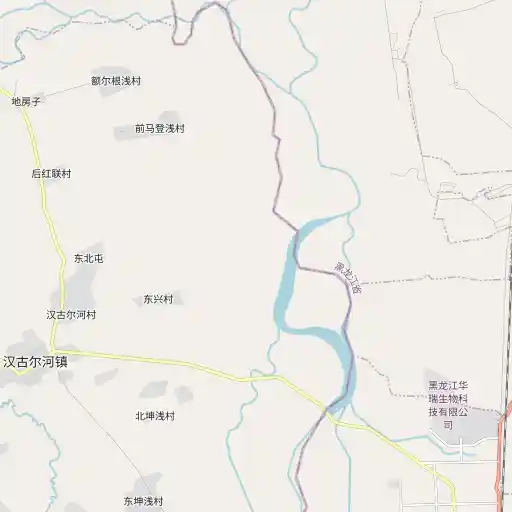 额尔根浅村
地房子
前马登浅村
后红联村
东北屯
黑龙江省
东兴村
汉古尔河村
汉古尔河镇
黑龙江华
瑞生物科
技有限公
司
北坤浅村
东坤浅村